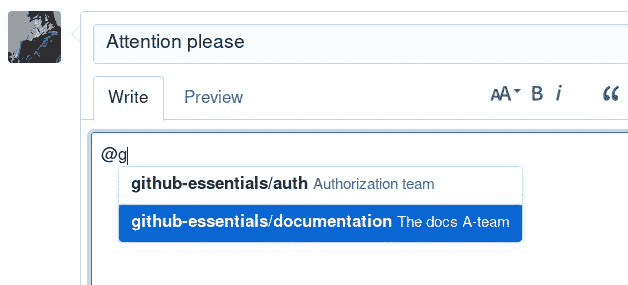 Attention please
Write Preview AA B i “
@g
github-essentials/auth Authorization team
github-essentials/documentation The docs A-team